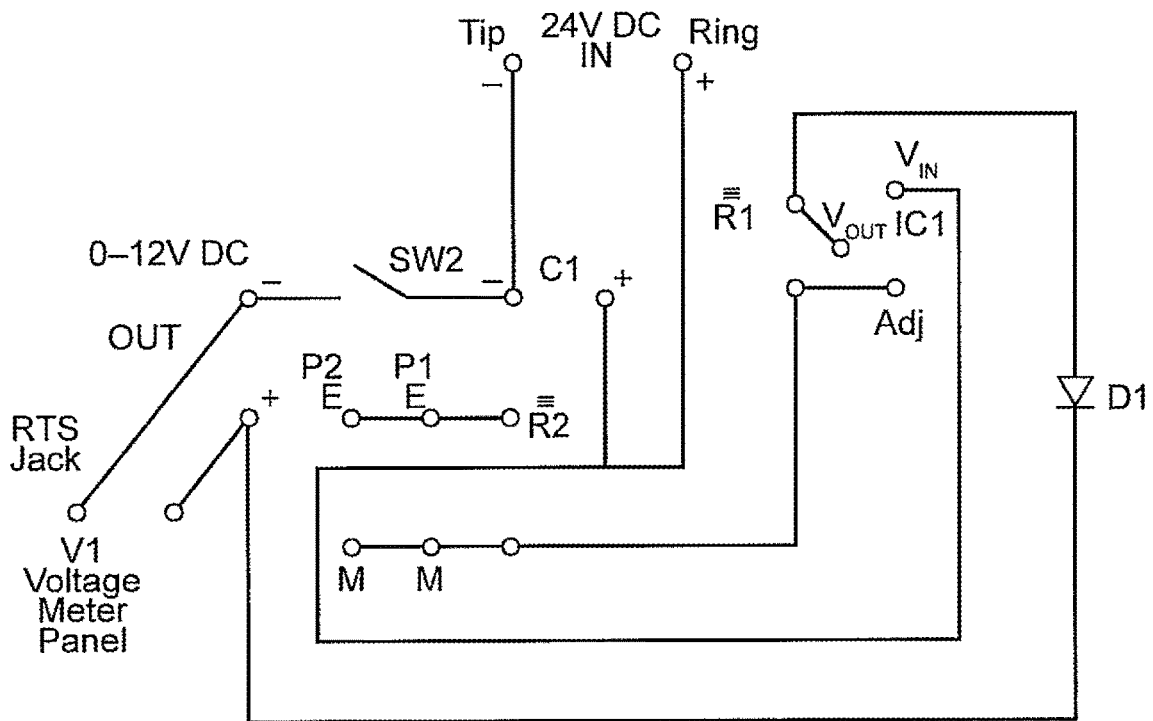 Tip
24V DC
IN
Ring
−
+
V IN
≡
R1
V OUT
IC1
0–12V DC
SW2
−
−
C1
+
Adj
OUT
P2
P1
E
E
+
≡
R2
D1
RTS
Jack
V1
Voltage
Meter
Panel
M
M